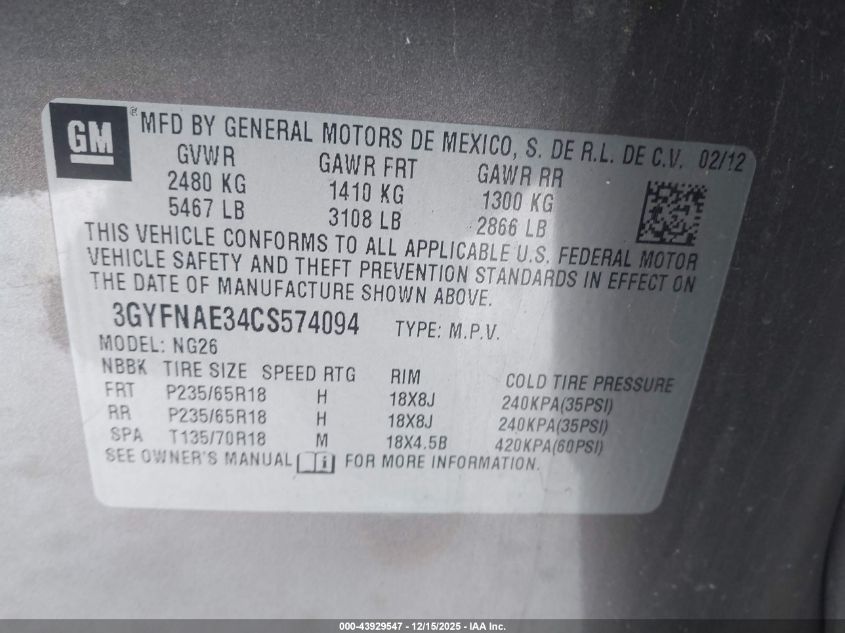 GM ® MFD BY GENERAL MOTORS DE MEXICO, S. DE R.L. DE C.V. 02/12
GVWR GAWR FRT GAWR RR
2480 KG 1410 KG 1300 KG
5467 LB 3108 LB 2866 LB
THIS VEHICLE CONFORMS TO ALL APPLICABLE U.S. FEDERAL MOTOR
VEHICLE SAFETY AND THEFT PREVENTION STANDARDS IN EFFECT ON
THE DATE OF MANUFACTURE SHOWN ABOVE.
3GYFNAE34CS574094 TYPE: M.P.V.
MODEL: NG26
NBBK TIRE SIZE SPEED RTG RIM COLD TIRE PRESSURE
FRT P235/65R18 H 18X8J 240KPA(35PSI)
RR P235/65R18 H 18X8J 240KPA(35PSI)
SPA T135/70R18 M 18X4.5B 420KPA(60PSI)
SEE OWNER'S MANUAL i FOR MORE INFORMATION.
000-43929547 - 12/15/2025 - IAA Inc.